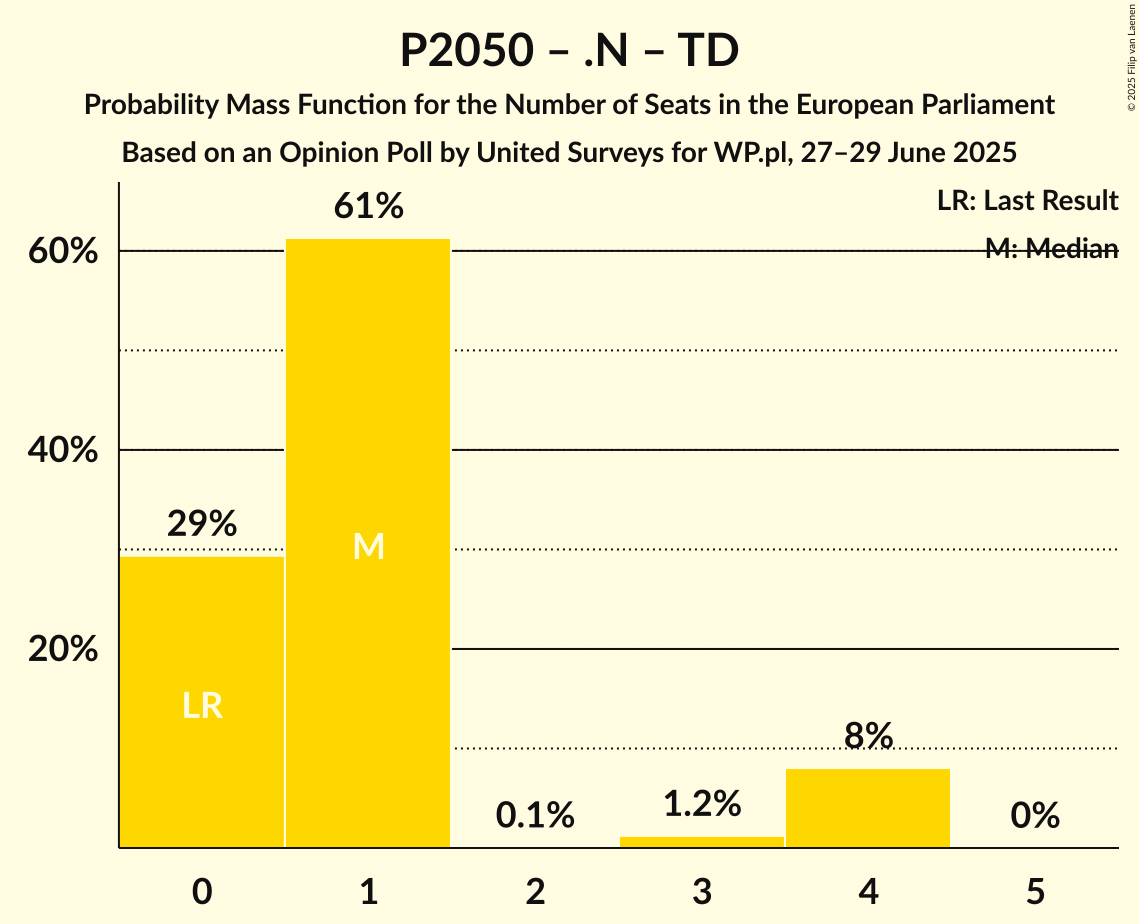 P2050 – .N – TD
Probability Mass Function for the Number of Seats in the European Parliament
Based on an Opinion Poll by United Surveys for WP.pl, 27–29 June 2025
© 2025 Filip van Laenen
LR: Last Result
M: Median
61%
60%
40%
29%
M
20%
LR
8%
1.2%
0.1%
0%
0 1 2 3 4 5